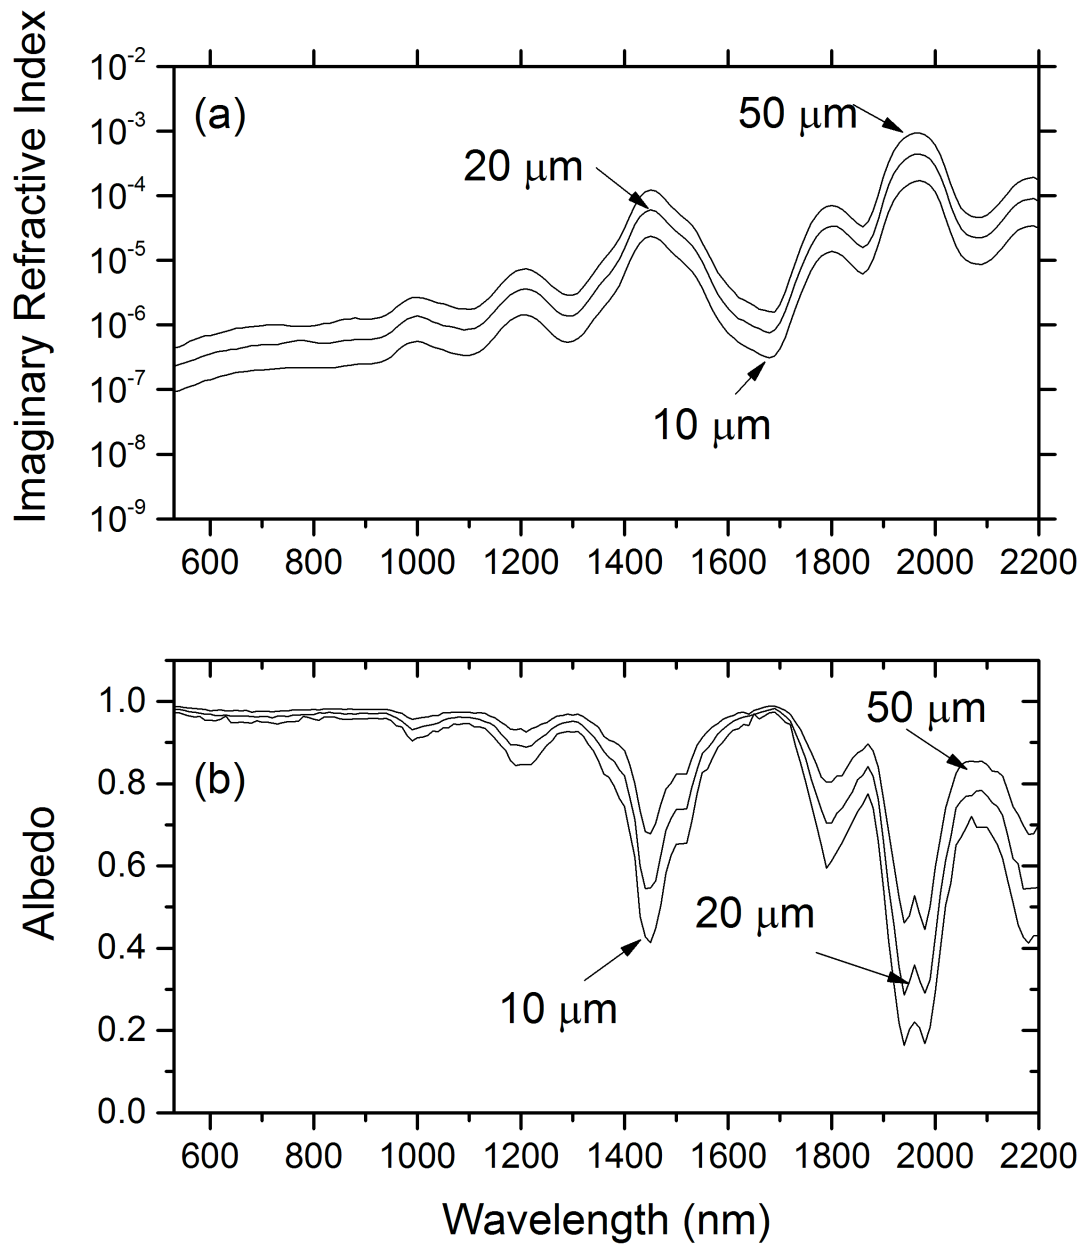 Imaginary Refractive Index
10⁻²
10⁻³
10⁻⁴
10⁻⁵
10⁻⁶
10⁻⁷
10⁻⁸
10⁻⁹
(a)
50 μm
20 μm
10 μm
600 800 1000 1200 1400 1600 1800 2000 2200
Albedo
1.0
0.8
0.6
0.4
0.2
0.0
(b)
50 μm
20 μm
10 μm
600 800 1000 1200 1400 1600 1800 2000 2200
Wavelength (nm)